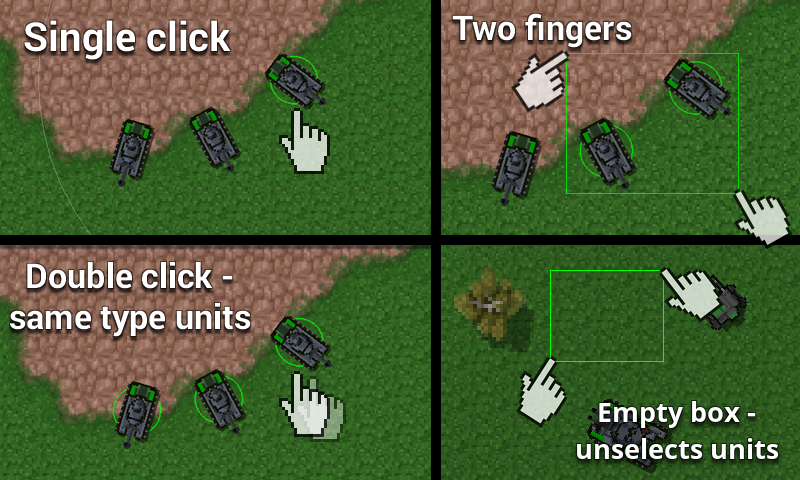 Single click
Two fingers
Double click -
same type units
Empty box -
unselects units